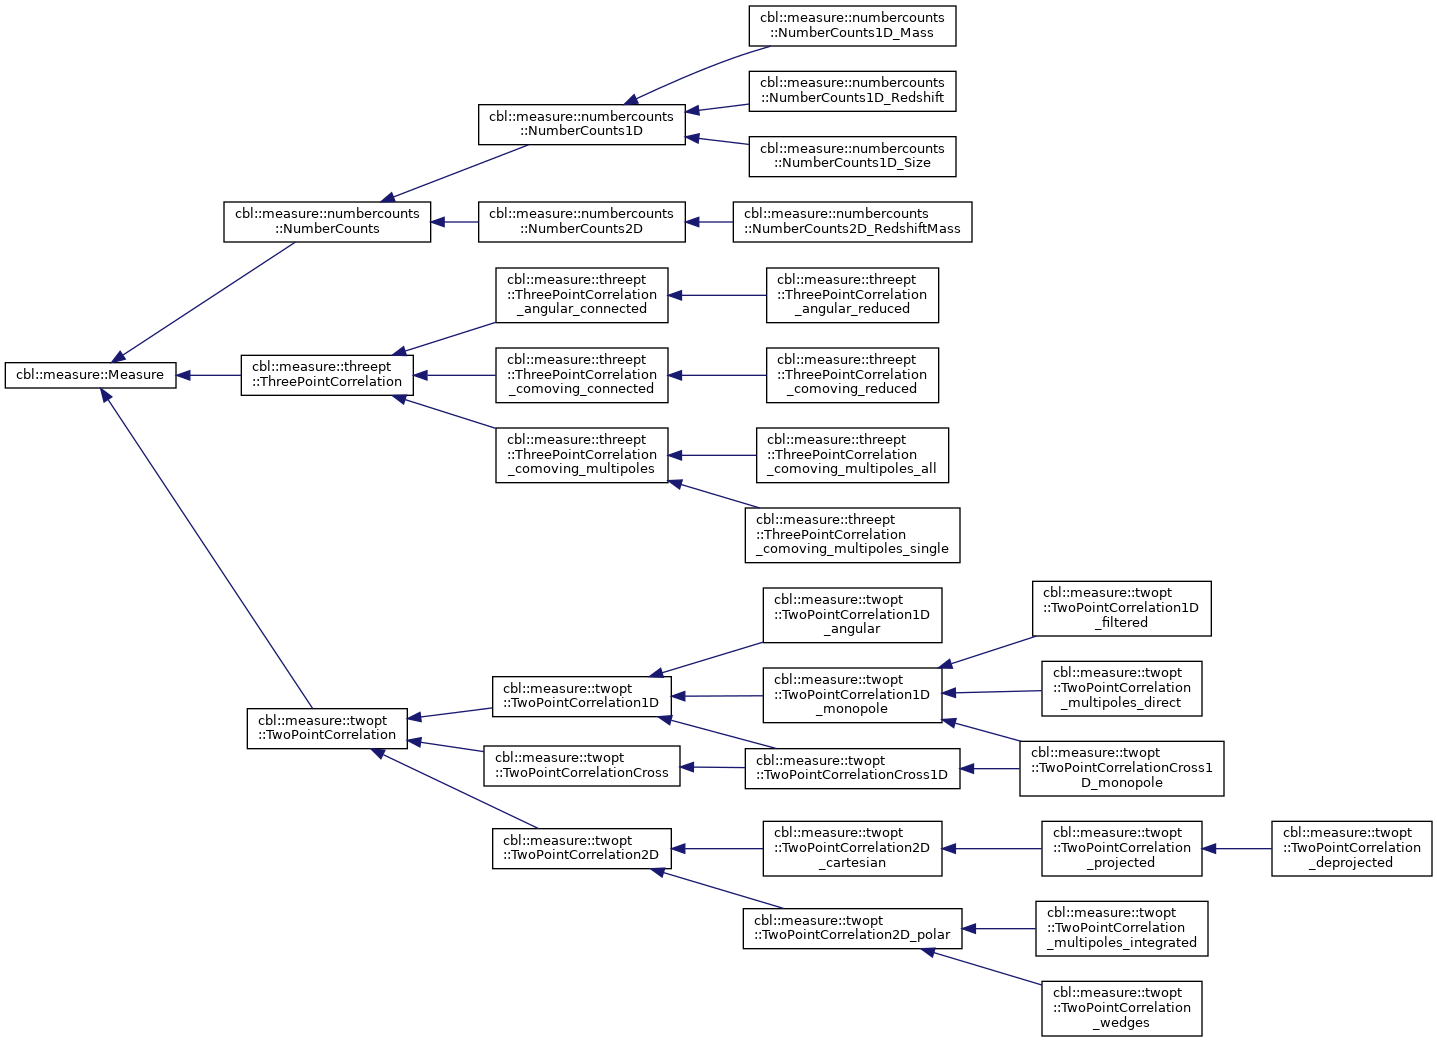 cbl::measure::numbercounts
::NumberCounts1D_Mass
cbl::measure::numbercounts
::NumberCounts1D_Redshift
cbl::measure::numbercounts
::NumberCounts1D
cbl::measure::numbercounts
::NumberCounts1D_Size
cbl::measure::numbercounts
::NumberCounts
cbl::measure::numbercounts
::NumberCounts2D
cbl::measure::numbercounts
::NumberCounts2D_RedshiftMass
cbl::measure::threept
::ThreePointCorrelation
_angular_connected
cbl::measure::threept
::ThreePointCorrelation
_angular_reduced
cbl::measure::Measure
cbl::measure::threept
::ThreePointCorrelation
cbl::measure::threept
::ThreePointCorrelation
_comoving_connected
cbl::measure::threept
::ThreePointCorrelation
_comoving_reduced
cbl::measure::threept
::ThreePointCorrelation
_comoving_multipoles
cbl::measure::threept
::ThreePointCorrelation
_comoving_multipoles_all
cbl::measure::threept
::ThreePointCorrelation
_comoving_multipoles_single
cbl::measure::twopt
::TwoPointCorrelation1D
_angular
cbl::measure::twopt
::TwoPointCorrelation1D
_filtered
cbl::measure::twopt
::TwoPointCorrelation1D
cbl::measure::twopt
::TwoPointCorrelation1D
_monopole
cbl::measure::twopt
::TwoPointCorrelation
_multipoles_direct
cbl::measure::twopt
::TwoPointCorrelation
cbl::measure::twopt
::TwoPointCorrelationCross
cbl::measure::twopt
::TwoPointCorrelationCross1D
cbl::measure::twopt
::TwoPointCorrelationCross1
D_monopole
cbl::measure::twopt
::TwoPointCorrelation2D
cbl::measure::twopt
::TwoPointCorrelation2D
_cartesian
cbl::measure::twopt
::TwoPointCorrelation
_projected
cbl::measure::twopt
::TwoPointCorrelation
_deprojected
cbl::measure::twopt
::TwoPointCorrelation2D_polar
cbl::measure::twopt
::TwoPointCorrelation
_multipoles_integrated
cbl::measure::twopt
::TwoPointCorrelation
_wedges